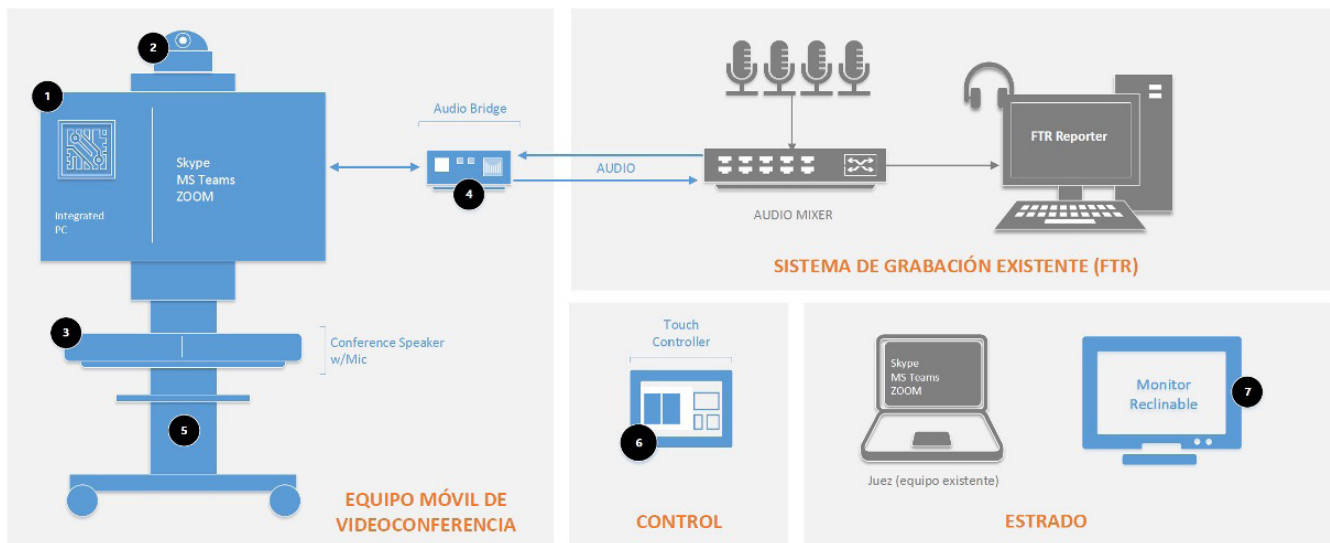 2
1
Skype
MS Teams
ZOOM
Integrated
PC
Audio Bridge
4
3
Conference Speaker
w/Mic
5
EQUIPO MÓVIL DE
VIDEOCONFERENCIA
AUDIO
AUDIO MIXER
FTR Reporter
SISTEMA DE GRABACIÓN EXISTENTE (FTR)
Touch
Controller
6
CONTROL
Skype
MS Teams
ZOOM
Juez (equipo existente)
Monitor
Reclinable
7
ESTRADO